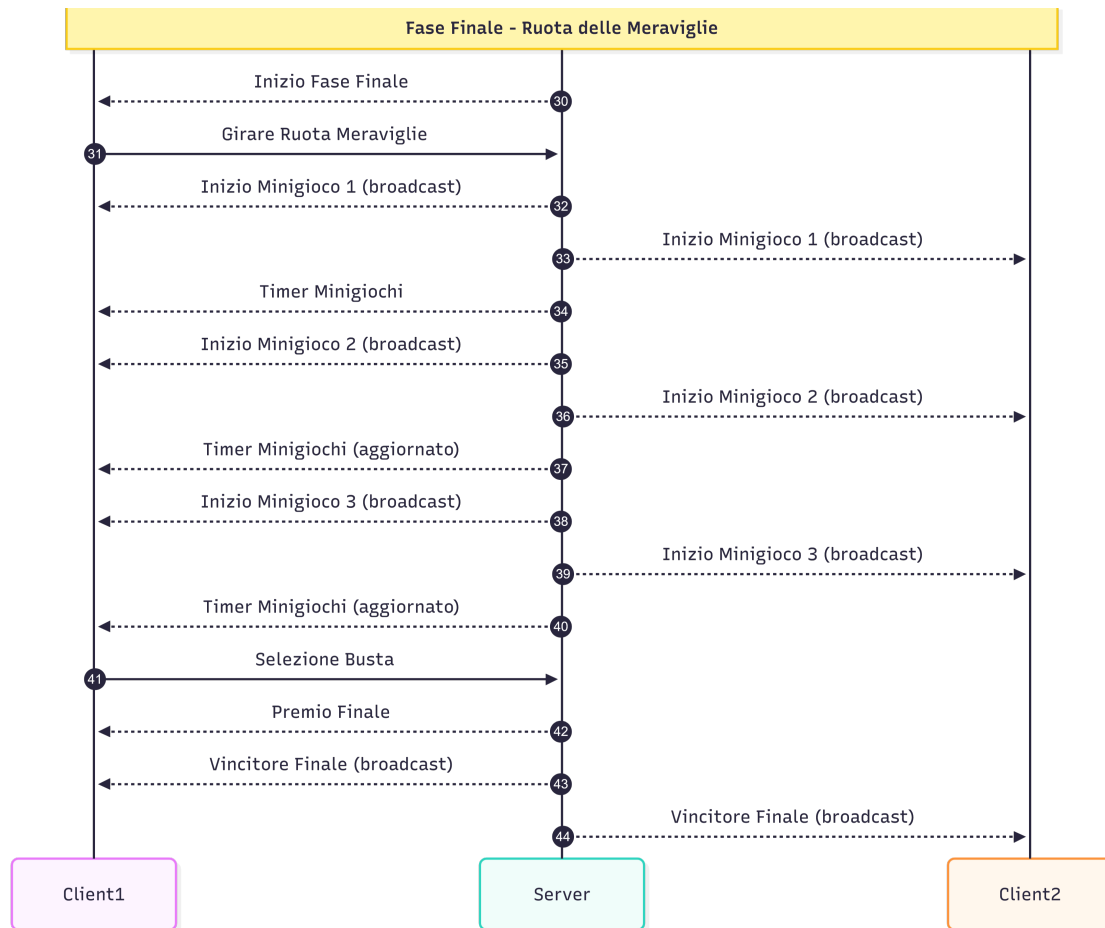 Fase Finale - Ruota delle Meraviglie
Inizio Fase Finale
30
Girare Ruota Meraviglie
31
Inizio Minigioco 1 (broadcast)
32
Inizio Minigioco 1 (broadcast)
33
Timer Minigiochi
34
Inizio Minigioco 2 (broadcast)
35
Inizio Minigioco 2 (broadcast)
36
Timer Minigiochi (aggiornato)
37
Inizio Minigioco 3 (broadcast)
38
Inizio Minigioco 3 (broadcast)
39
Timer Minigiochi (aggiornato)
40
Selezione Busta
41
Premio Finale
42
Vincitore Finale (broadcast)
43
Vincitore Finale (broadcast)
44
Client1
Server
Client2